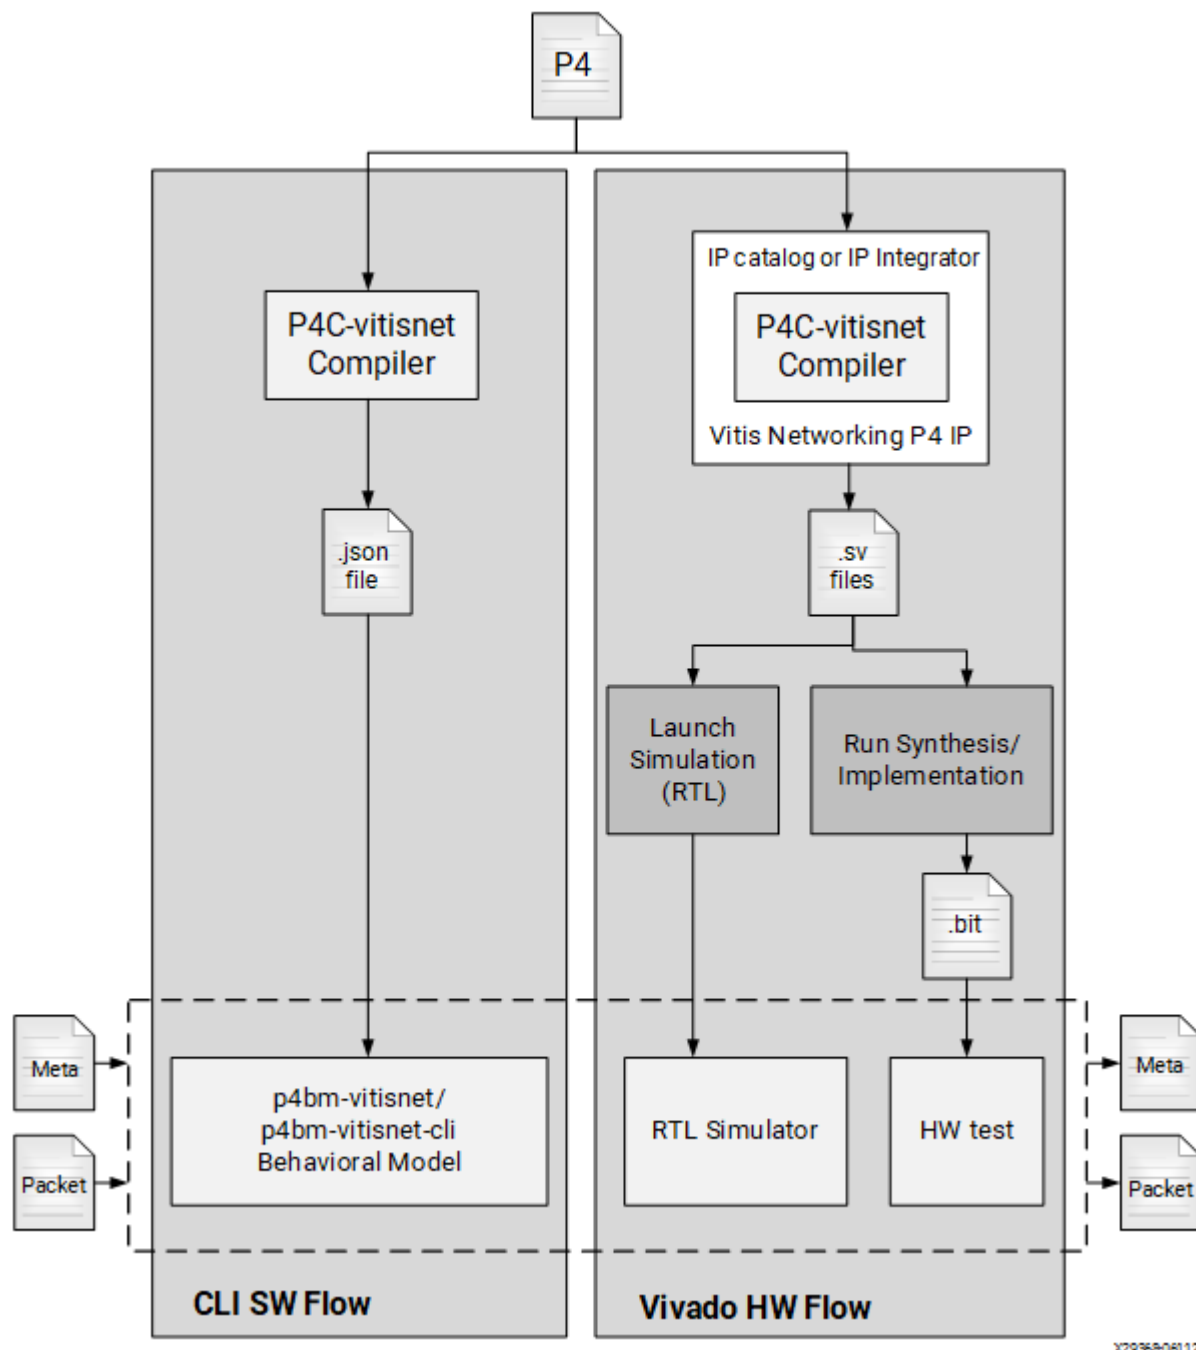 P4
IP catalog or IP Integrator
P4C-vitisnet
Compiler
P4C-vitisnet
Compiler
Vitis Networking P4 IP
.json
file
.sv
files
Launch
Simulation
(RTL)
Run Synthesis/
Implementation
.bit
Meta
Packet
p4bm-vitisnet/
p4bm-vitisnet-cli
Behavioral Model
RTL Simulator
HW test
Meta
Packet
CLI SW Flow
Vivado HW Flow